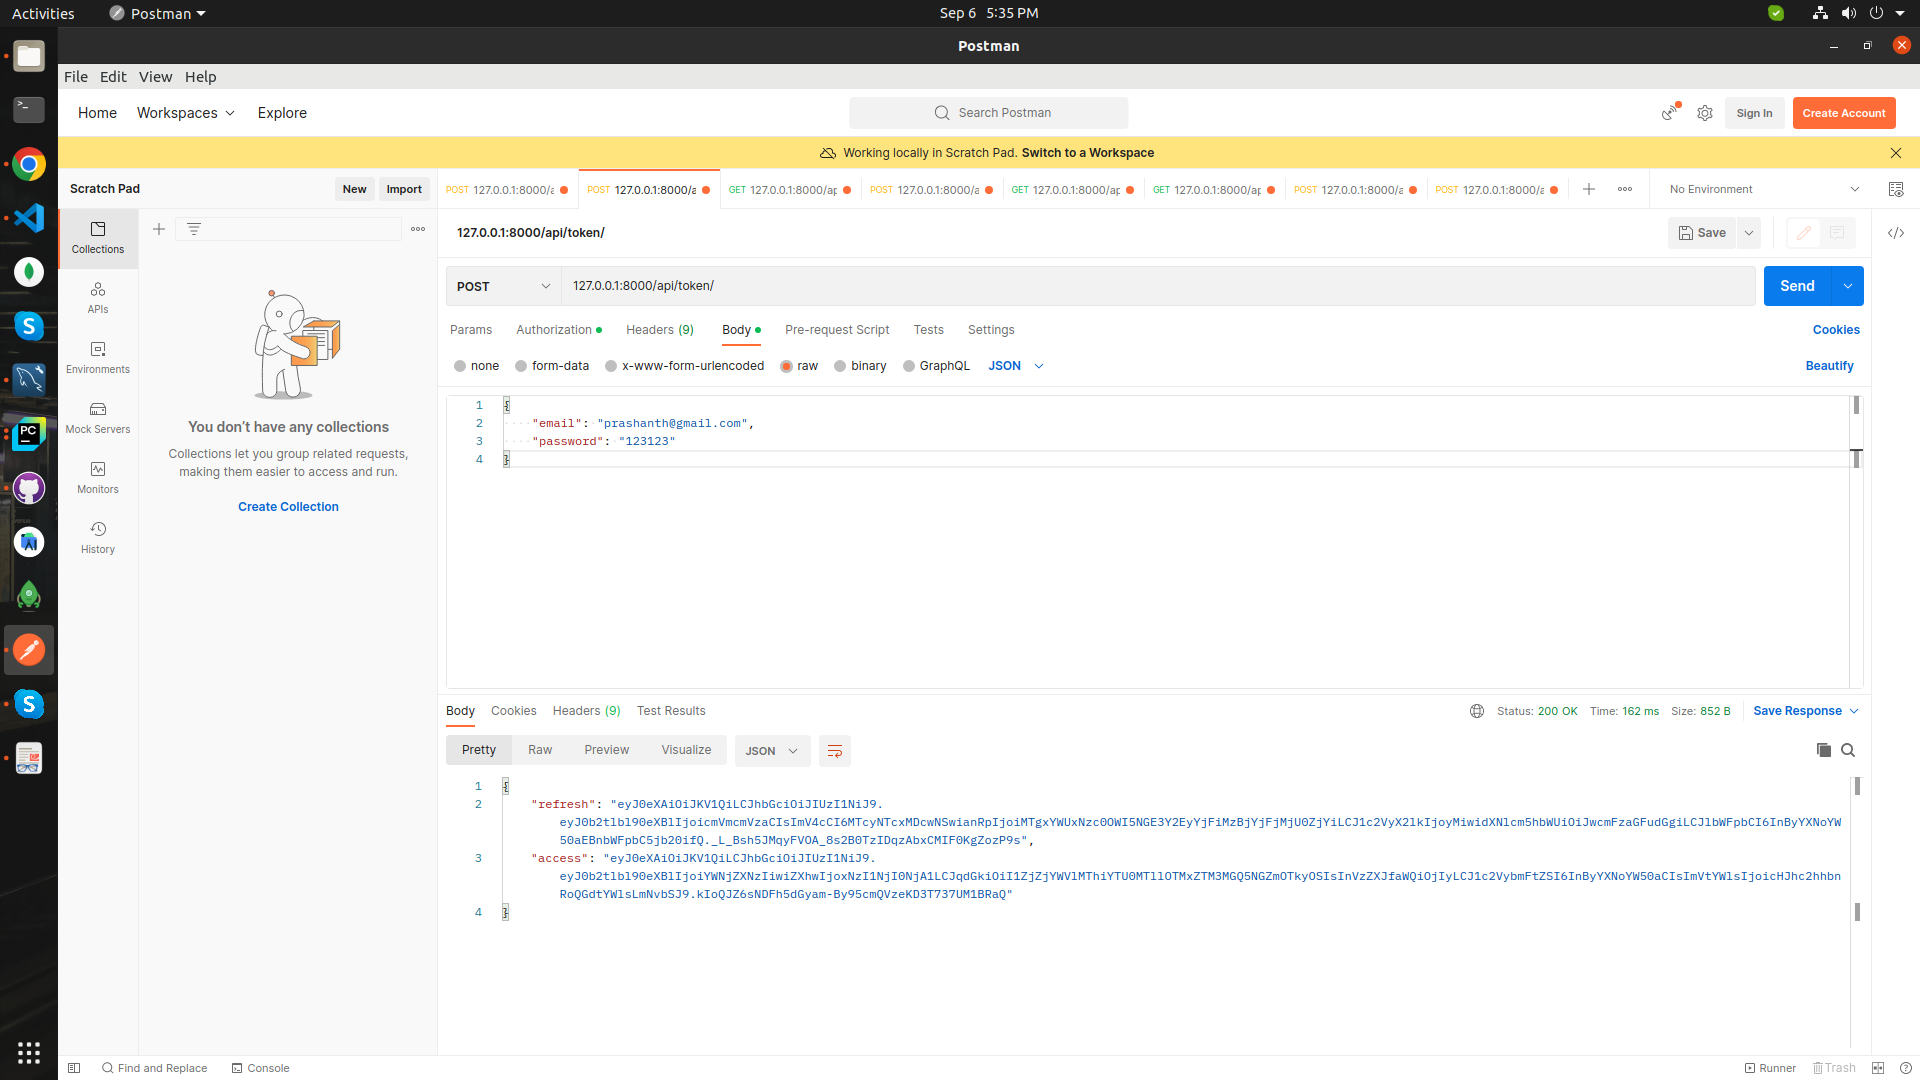 Activities
Postman
Sep 6 5:35 PM
Postman
File Edit View Help
Home Workspaces Explore
Search Postman
Sign In
Create Account
Working locally in Scratch Pad. Switch to a Workspace
Scratch Pad
New
Import
POST 127.0.0.1:8000/a
POST 127.0.0.1:8000/a
GET 127.0.0.1:8000/ap
POST 127.0.0.1:8000/a
GET 127.0.0.1:8000/ap
GET 127.0.0.1:8000/ap
POST 127.0.0.1:8000/a
POST 127.0.0.1:8000/a
No Environment
Collections
APIs
Environments
Mock Servers
Monitors
History
You don't have any collections
Collections let you group related requests,
making them easier to access and run.
Create Collection
127.0.0.1:8000/api/token/
Save
POST
127.0.0.1:8000/api/token/
Send
Params Authorization Headers (9) Body Pre-request Script Tests Settings
Cookies
none form-data x-www-form-urlencoded raw binary GraphQL JSON
Beautify
1 {
2 "email": "prashanth@gmail.com",
3 "password": "123123"
4 }
Body Cookies Headers (9) Test Results
Status: 200 OK Time: 162 ms Size: 852 B
Save Response
Pretty Raw Preview Visualize JSON
1 {
2 "refresh": "eyJ0eXAiOiJKV1QiLCJhbGciOiJIUzI1NiJ9.
3 "access": "eyJ0eXAiOiJKV1QiLCJhbGciOiJIUzI1NiJ9.
4 }
Find and Replace
Console
Runner
Trash